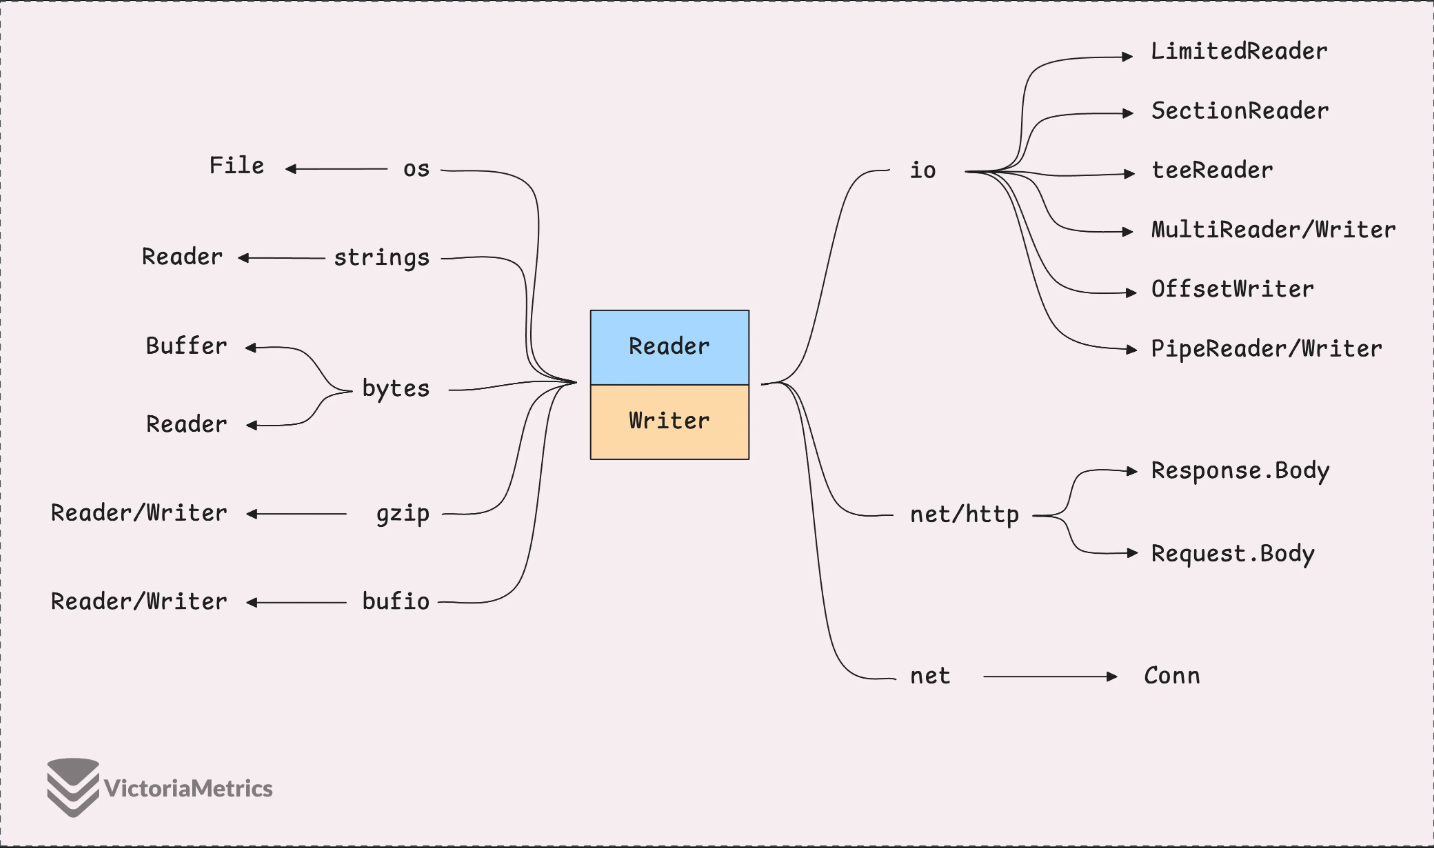 File
os
Reader
strings
Buffer
Reader
bytes
Reader/Writer
gzip
Reader/Writer
bufio
Reader
Writer
io
LimitedReader
SectionReader
teeReader
MultiReader/Writer
OffsetWriter
PipeReader/Writer
net/http
Response.Body
Request.Body
net
Conn
VictoriaMetrics